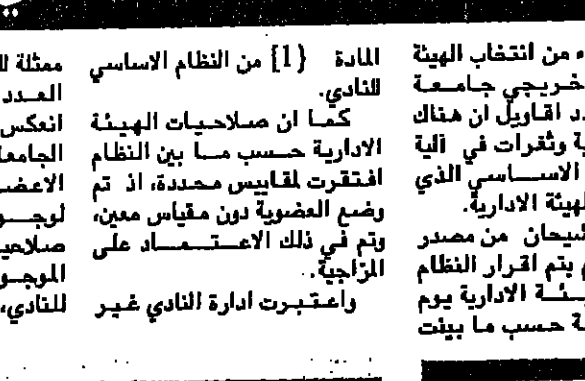 ء من انتخاب الهيئة
خريجي جامعة
دد اقاويل ان هناك
ية وثغرات في آلية
الاساسي الذي
لهيئة الادارية.
شيحان من مصدر
م يتم اقرار النظام
يئة الادارية يوم
ة حسب ما بينت
المادة {1} من النظام الاساسي
للنادي.
كما ان صلاحيات الهيئة
الادارية حسب ما بين النظام
افتقرت لمقاييس محددة، اذ تم
وضع العضوية دون مقياس معين،
وتم في ذلك الاعتماد على
المزاجية.
واعتبرت ادارة النادي غير
ممثلة لل
العدد
انعكس
الجامعا
الاعضـ
لوجـو
صلاحيـ
الموجـو
للنادي،